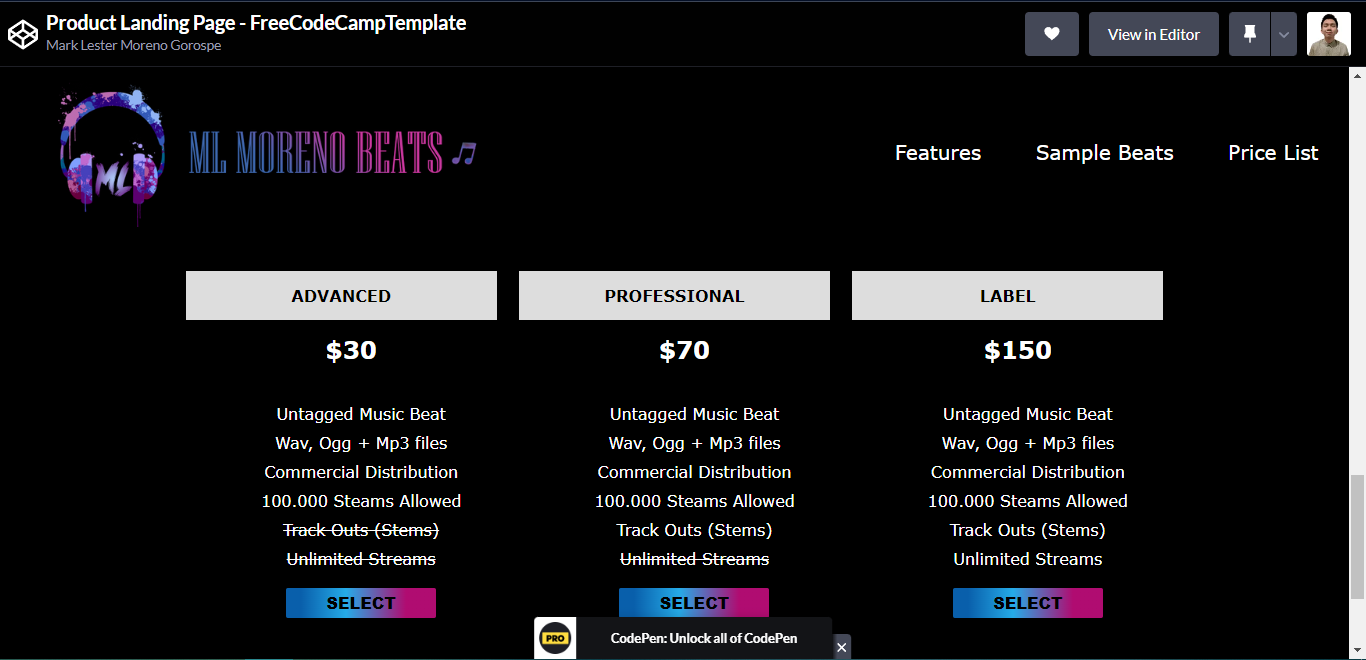 Product Landing Page - FreeCodeCampTemplate
Mark Lester Moreno Gorospe
View in Editor
ML
ML MORENO BEATS
Features
Sample Beats
Price List
ADVANCED
$30
Untagged Music Beat
Wav, Ogg + Mp3 files
Commercial Distribution
100.000 Steams Allowed
Track Outs (Stems)
Unlimited Streams
SELECT
PROFESSIONAL
$70
Untagged Music Beat
Wav, Ogg + Mp3 files
Commercial Distribution
100.000 Steams Allowed
Track Outs (Stems)
Unlimited Streams
SELECT
LABEL
$150
Untagged Music Beat
Wav, Ogg + Mp3 files
Commercial Distribution
100.000 Steams Allowed
Track Outs (Stems)
Unlimited Streams
SELECT
PRO
CodePen: Unlock all of CodePen